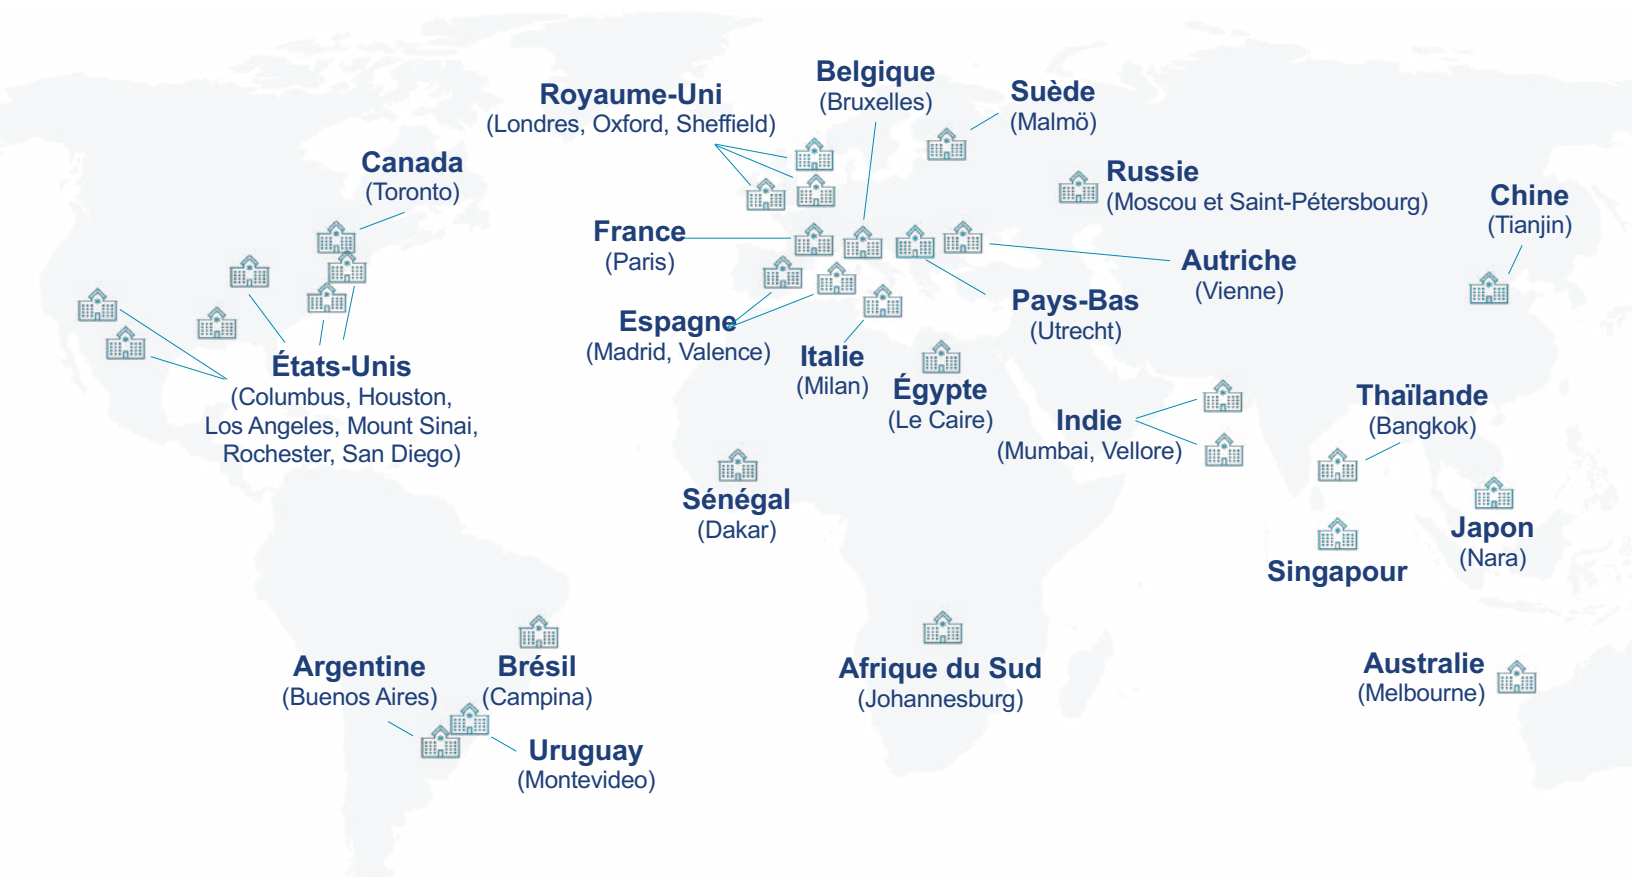 Belgique
(Bruxelles)
Royaume-Uni
(Londres, Oxford, Sheffield)
Suède
(Malmö)
Canada
(Toronto)
Russie
(Moscou et Saint-Pétersbourg)
Chine
(Tianjin)
France
(Paris)
Autriche
(Vienne)
Pays-Bas
(Utrecht)
Espagne
(Madrid, Valence)
Italie
(Milan)
États-Unis
(Columbus, Houston,
Los Angeles, Mount Sinai,
Rochester, San Diego)
Égypte
(Le Caire)
Indie
(Mumbai, Vellore)
Thaïlande
(Bangkok)
Sénégal
(Dakar)
Japon
(Nara)
Singapour
Argentine
(Buenos Aires)
Brésil
(Campina)
Afrique du Sud
(Johannesburg)
Australie
(Melbourne)
Uruguay
(Montevideo)